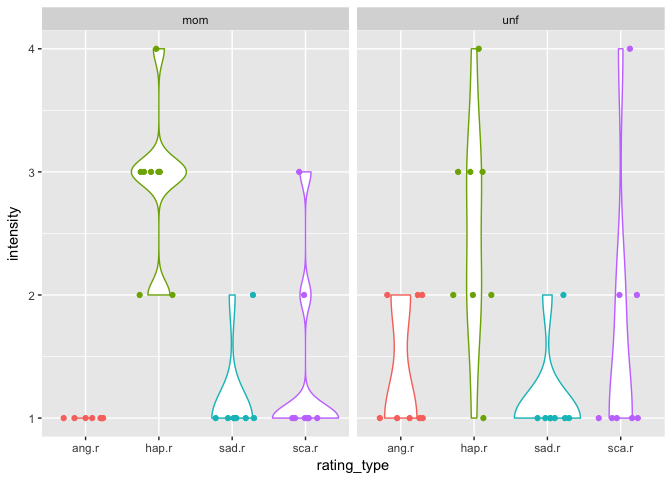 mom unf
4
3
2
1
intensity
ang.r hap.r sad.r sca.r ang.r hap.r sad.r sca.r
rating_type